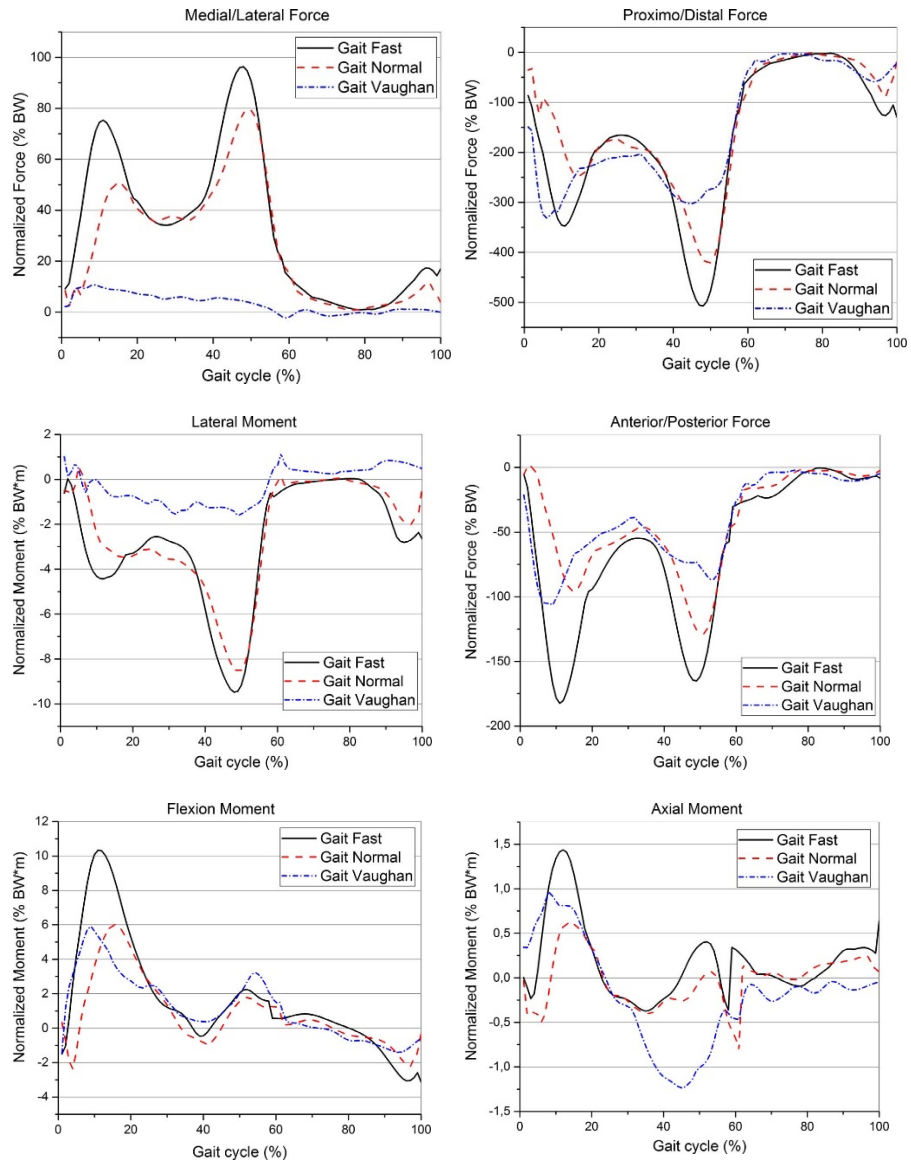 Medial/Lateral Force
Normalized Force (% BW)
100
80
60
40
20
0
0 20 40 60 80 100
Gait cycle (%)
Gait Fast
Gait Normal
Gait Vaughan
Proximo/Distal Force
Normalized Force (% BW)
0
-100
-200
-300
-400
-500
0 20 40 60 80 100
Gait cycle (%)
Gait Fast
Gait Normal
Gait Vaughan
Lateral Moment
Normalized Moment (% BW*m)
2
0
-2
-4
-6
-8
-10
0 20 40 60 80 100
Gait cycle (%)
Gait Fast
Gait Normal
Gait Vaughan
Anterior/Posterior Force
Normalized Force (% BW)
0
-50
-100
-150
-200
0 20 40 60 80 100
Gait cycle (%)
Gait Fast
Gait Normal
Gait Vaughan
Flexion Moment
Normalized Moment (% BW*m)
12
10
8
6
4
2
0
-2
-4
0 20 40 60 80 100
Gait cycle (%)
Gait Fast
Gait Normal
Gait Vaughan
Axial Moment
Normalized Moment (% BW*m)
1,5
1,0
0,5
0,0
-0,5
-1,0
-1,5
0 20 40 60 80 100
Gait cycle (%)
Gait Fast
Gait Normal
Gait Vaughan